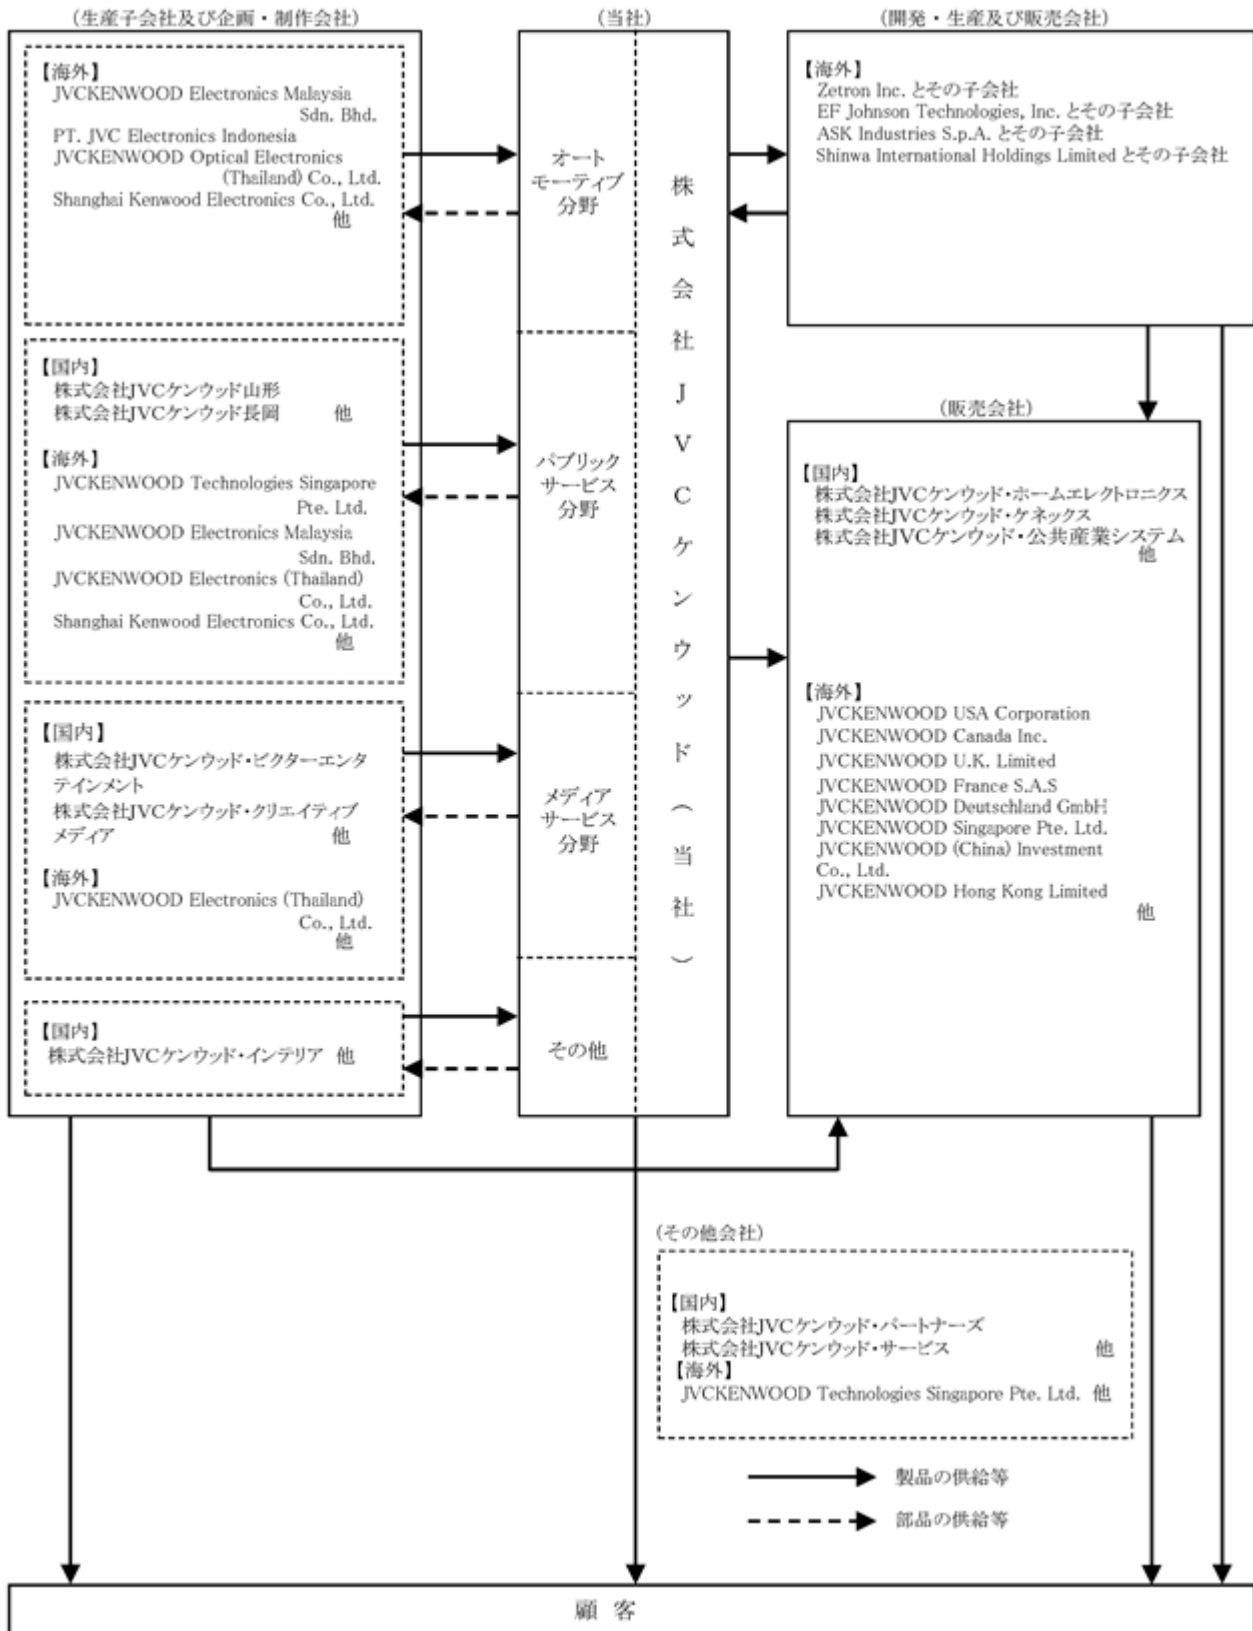 (生産子会社及び企画・制作会社)
【海外】
JVCKENWOOD Electronics Malaysia
Sdn. Bhd.
PT. JVC Electronics Indonesia
JVCKENWOOD Optical Electronics
(Thailand) Co., Ltd.
Shanghai Kenwood Electronics Co., Ltd.
他
【国内】
株式会社JVCケンウッド山形
株式会社JVCケンウッド長岡 他
【海外】
JVCKENWOOD Technologies Singapore
Pte. Ltd.
JVCKENWOOD Electronics Malaysia
Sdn. Bhd.
JVCKENWOOD Electronics (Thailand)
Co., Ltd.
Shanghai Kenwood Electronics Co., Ltd.
他
【国内】
株式会社JVCケンウッド・ビクターエンタ
テインメント
株式会社JVCケンウッド・クリエイティブ
メディア 他
【海外】
JVCKENWOOD Electronics (Thailand)
Co., Ltd.
他
【国内】
株式会社JVCケンウッド・インテリア 他
(当社)
オート
モーティブ
分野
パブリック
サービス
分野
メディア
サービス
分野
その他
株式会社JVCケンウッド(当社)
(開発・生産及び販売会社)
【海外】
Zetron Inc. とその子会社
EF Johnson Technologies, Inc. とその子会社
ASK Industries S.p.A. とその子会社
Shinwa International Holdings Limited とその子会社
(販売会社)
【国内】
株式会社JVCケンウッド・ホームエレクトロニクス
株式会社JVCケンウッド・ケネックス
株式会社JVCケンウッド・公共産業システム
他
【海外】
JVCKENWOOD USA Corporation
JVCKENWOOD Canada Inc.
JVCKENWOOD U.K. Limited
JVCKENWOOD France S.A.S
JVCKENWOOD Deutschland GmbH
JVCKENWOOD Singapore Pte. Ltd.
JVCKENWOOD (China) Investment
Co., Ltd.
JVCKENWOOD Hong Kong Limited
他
(その他会社)
【国内】
株式会社JVCケンウッド・パートナーズ
株式会社JVCケンウッド・サービス 他
【海外】
JVCKENWOOD Technologies Singapore Pte. Ltd. 他
製品の供給等
部品の供給等
顧 客